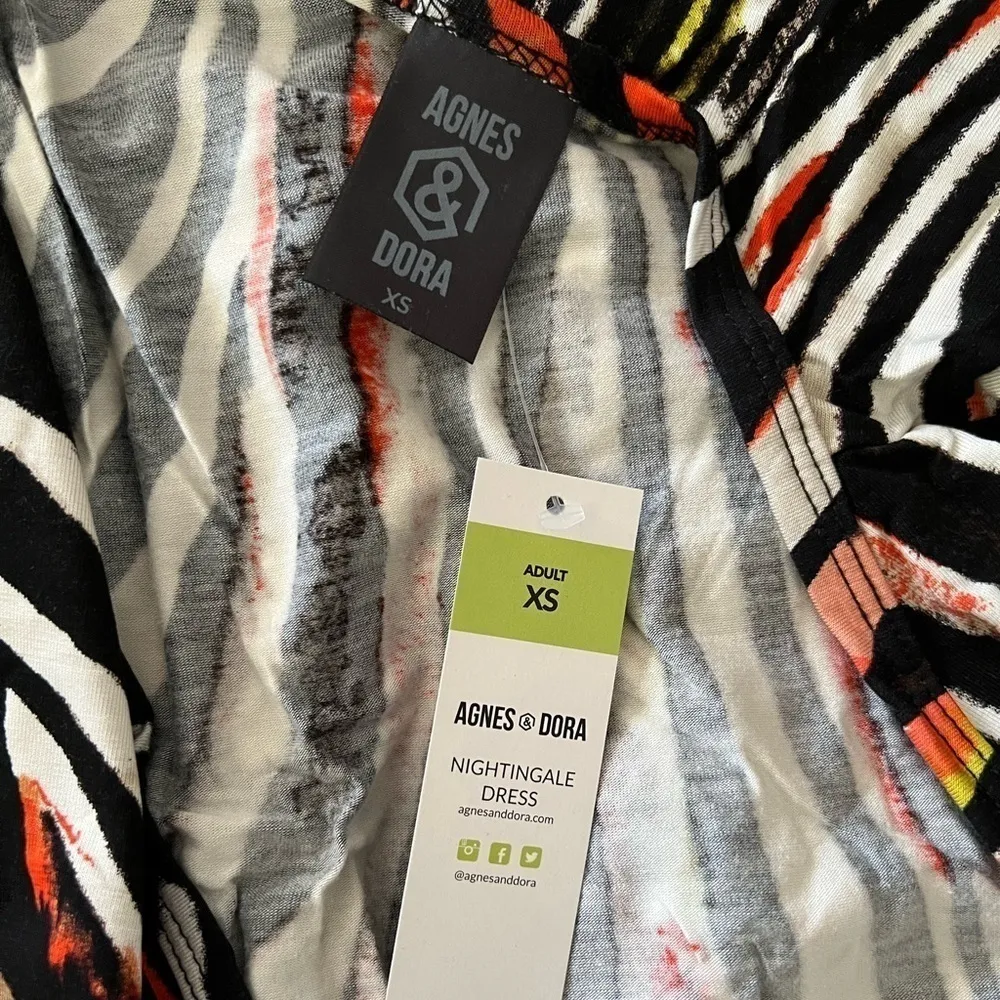 AGNES
&
DORA
XS
ADULT
XS
AGNES & DORA
NIGHTINGALE
DRESS
agnesanddora.com
@agnesanddora